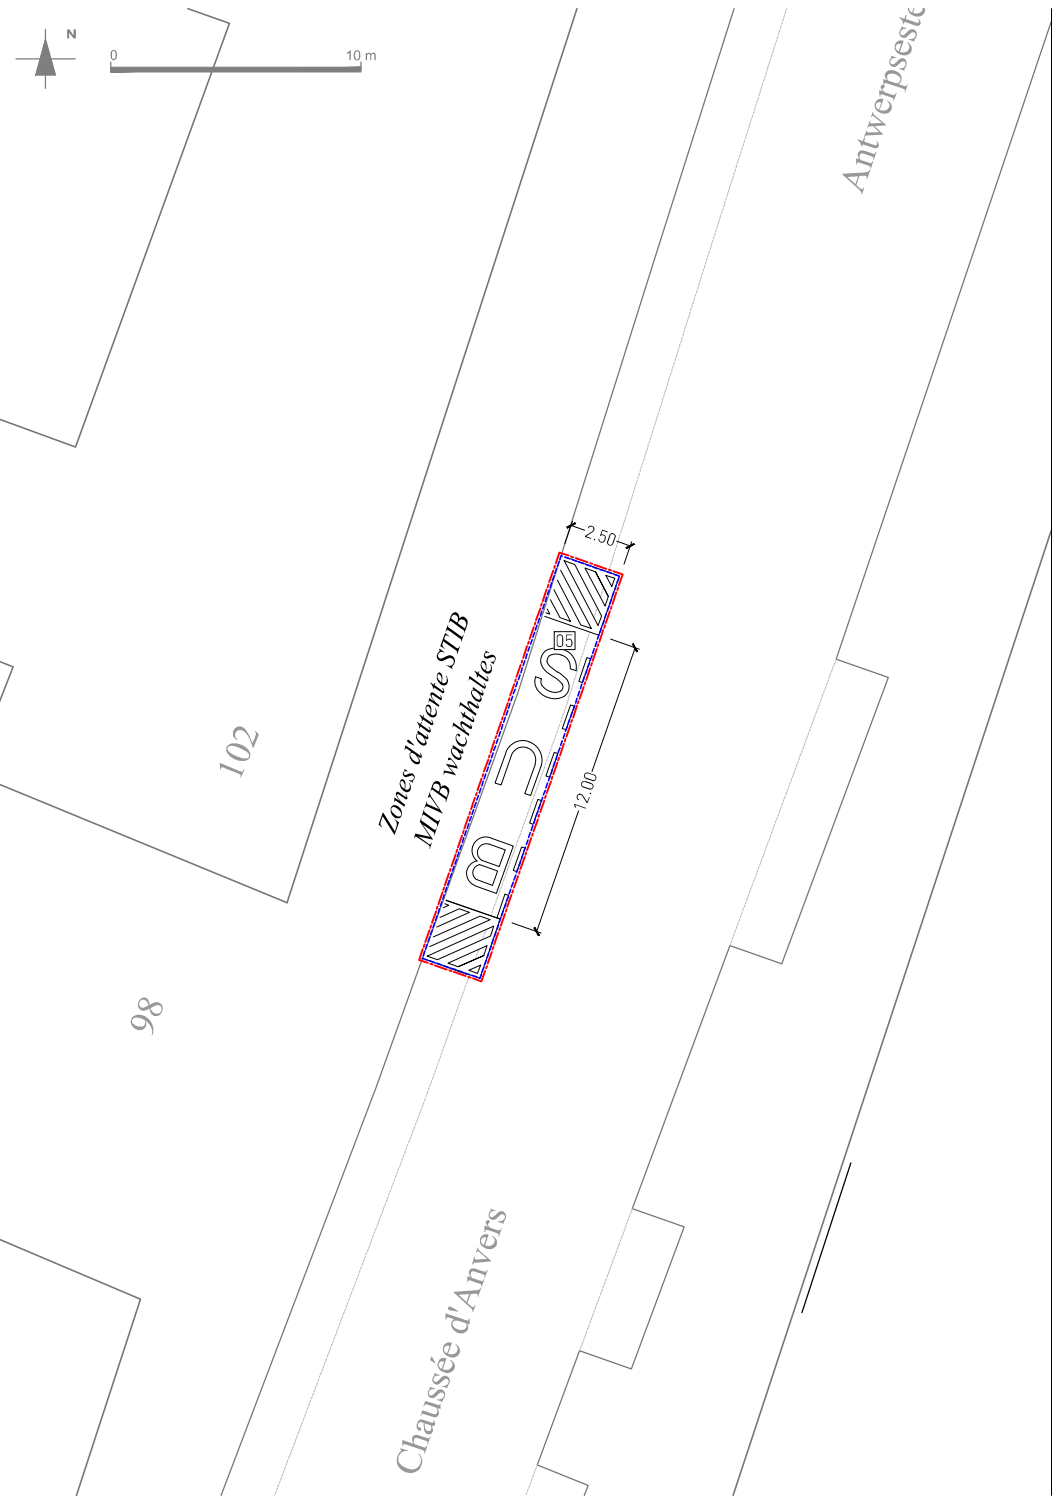 N
0 10 m
Antwerpseste
2.50
05
Zones d'attente STIB
MIVB wachthaltes
BUS
12.00
102
98
Chaussée d'Anvers